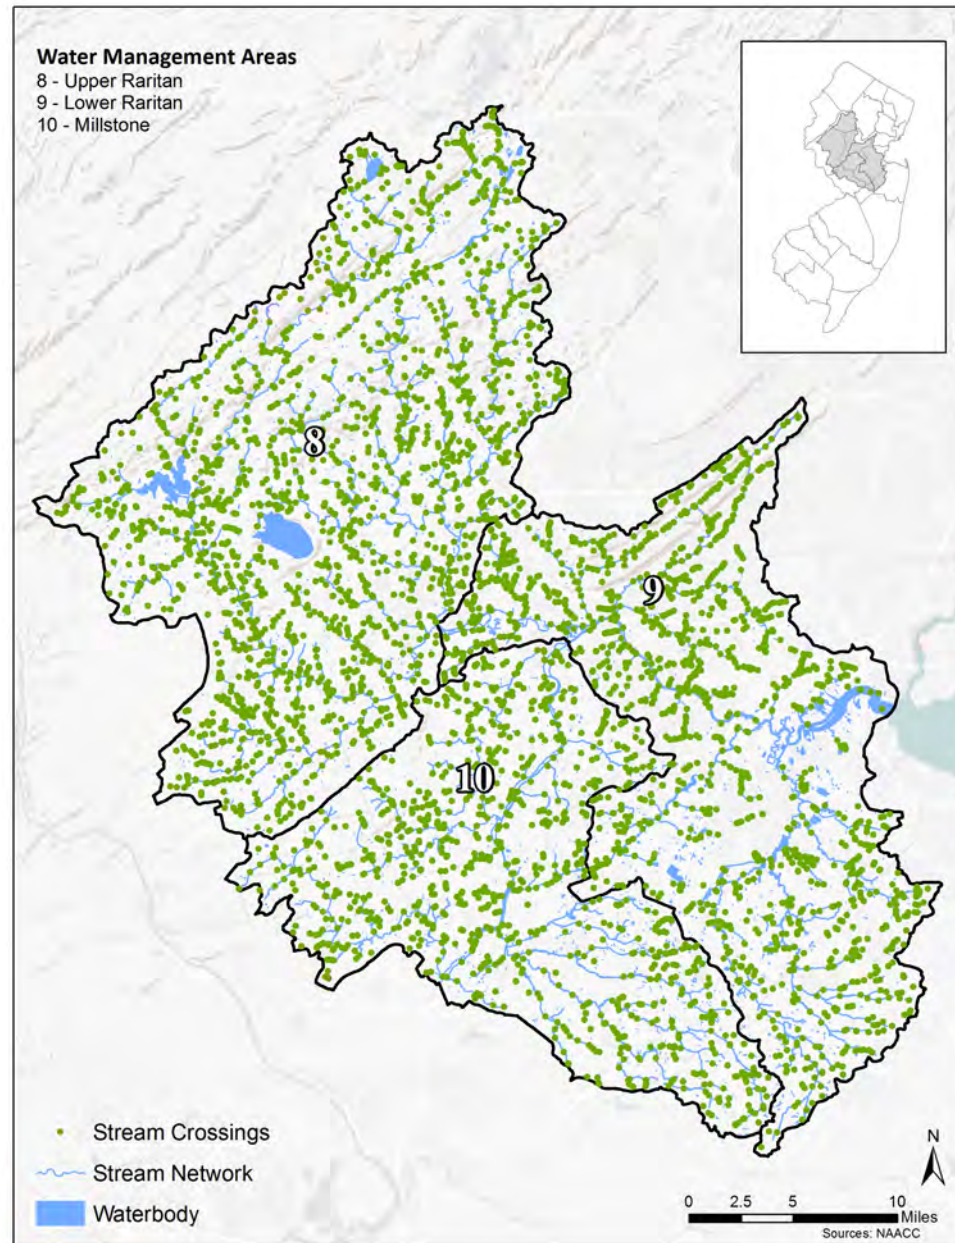 Water Management Areas
8 - Upper Raritan
9 - Lower Raritan
10 - Millstone
8
9
10
Stream Crossings
Stream Network
Waterbody
N
0 2.5 5 10
Miles
Sources: NAACC